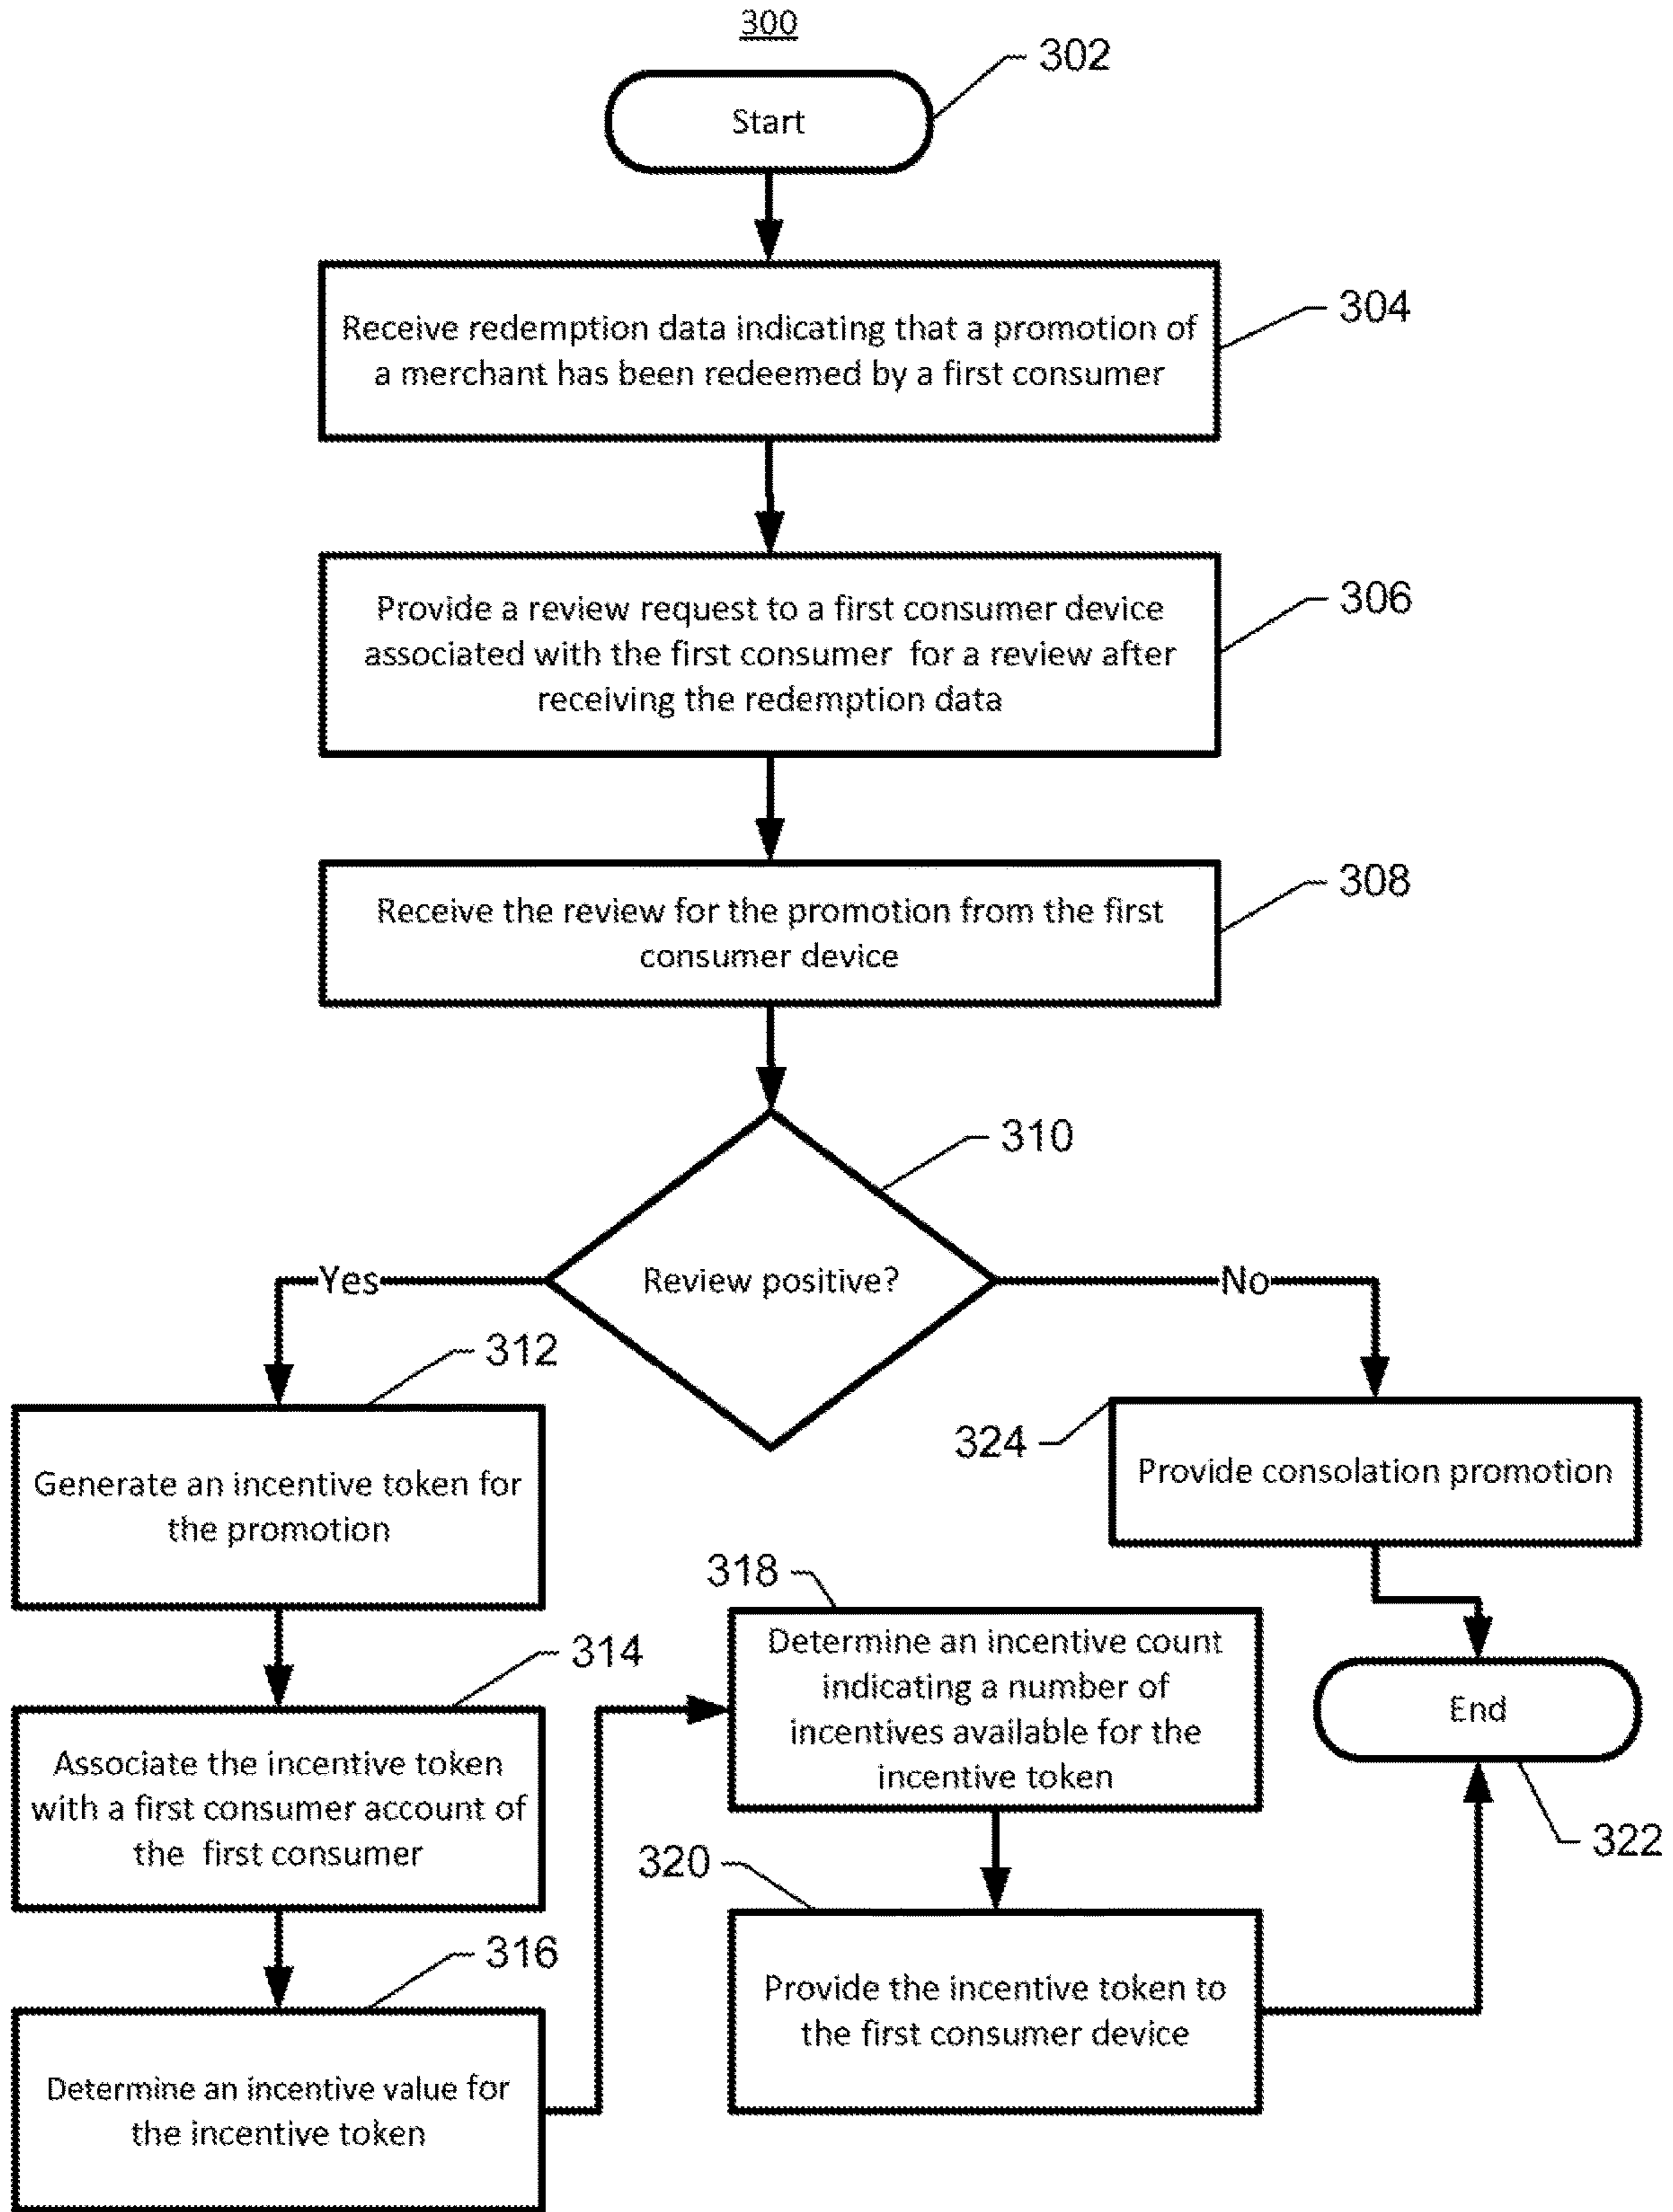 300
302
Start
304
Receive redemption data indicating that a promotion of
a merchant has been redeemed by a first consumer
306
Provide a review request to a first consumer device
associated with the first consumer for a review after
receiving the redemption data
308
Receive the review for the promotion from the first
consumer device
310
Review positive?
Yes
No
312
Generate an incentive token for
the promotion
324
Provide consolation promotion
314
Associate the incentive token
with a first consumer account of
the first consumer
316
Determine an incentive value for
the incentive token
318
Determine an incentive count
indicating a number of
incentives available for the
incentive token
320
Provide the incentive token to
the first consumer device
End
322